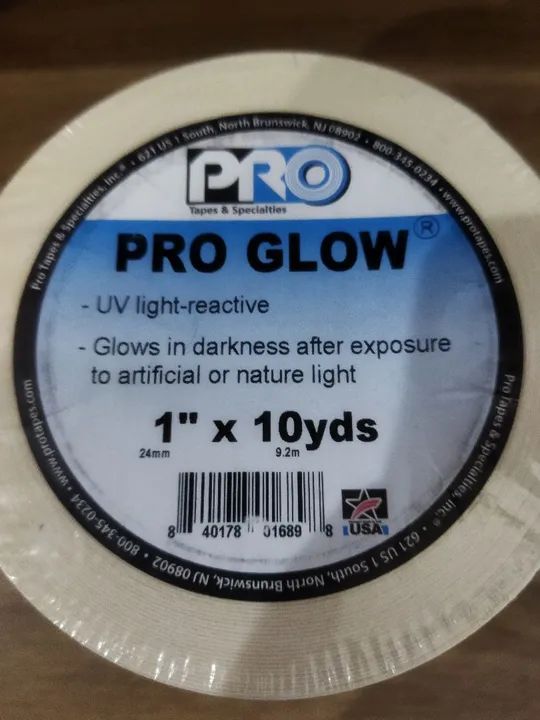 Pro Tapes & Specialties, Inc.® • 621 US 1 South, North Brunswick, NJ 08902 • 800-345-0234 • www.protapes.com
PRO
Tapes & Specialties
PRO GLOW®
- UV light-reactive
- Glows in darkness after exposure
to artificial or nature light
1" x 10yds
24mm 9.2m
8 40178 01689 8
USA
Pro Tapes & Specialties, Inc® • 621 US 1 South, North Brunswick, NJ 08902 • 800-345-0234 • www.protapes.com